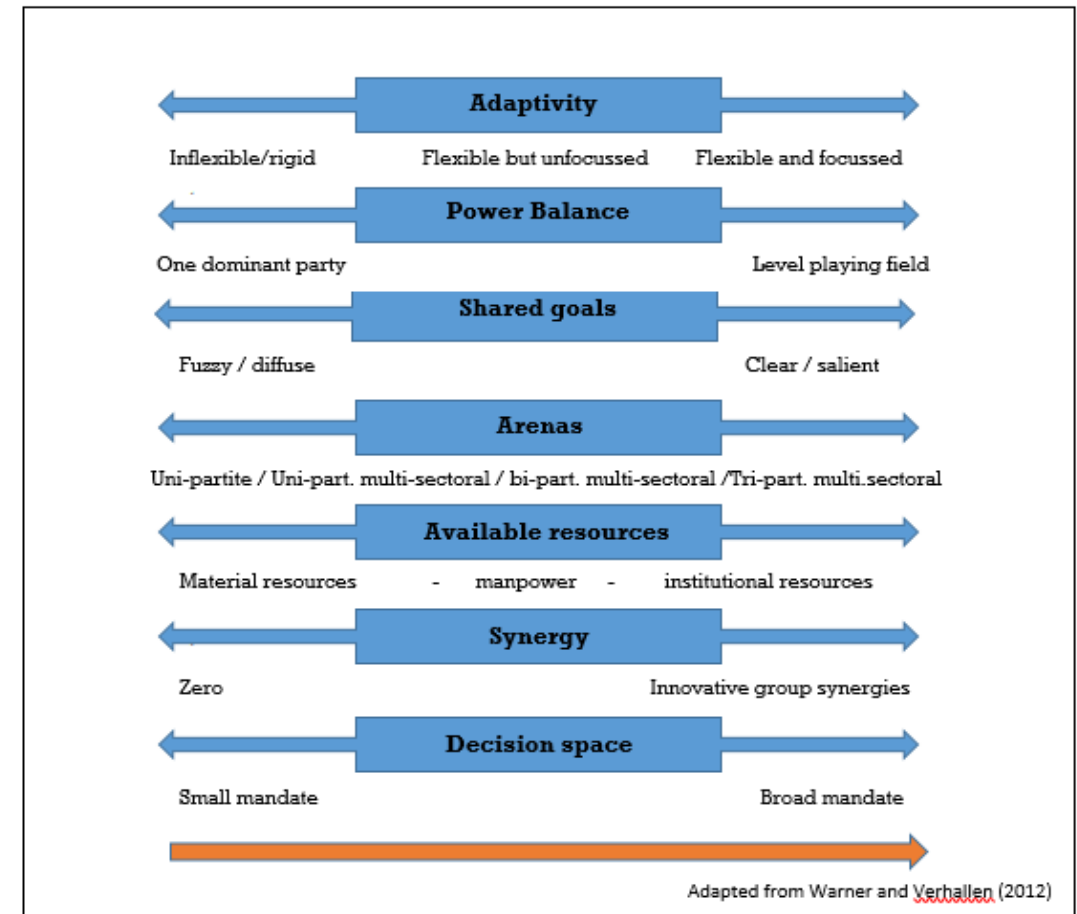 Adaptivity
Inflexible/rigid Flexible but unfocussed Flexible and focussed
Power Balance
One dominant party Level playing field
Shared goals
Fuzzy / diffuse Clear / salient
Arenas
Uni-partite / Uni-part. multi-sectoral / bi-part. multi-sectoral /Tri-part. multi.sectoral
Available resources
Material resources - manpower - institutional resources
Synergy
Zero Innovative group synergies
Decision space
Small mandate Broad mandate
Adapted from Warner and Verhallen (2012)